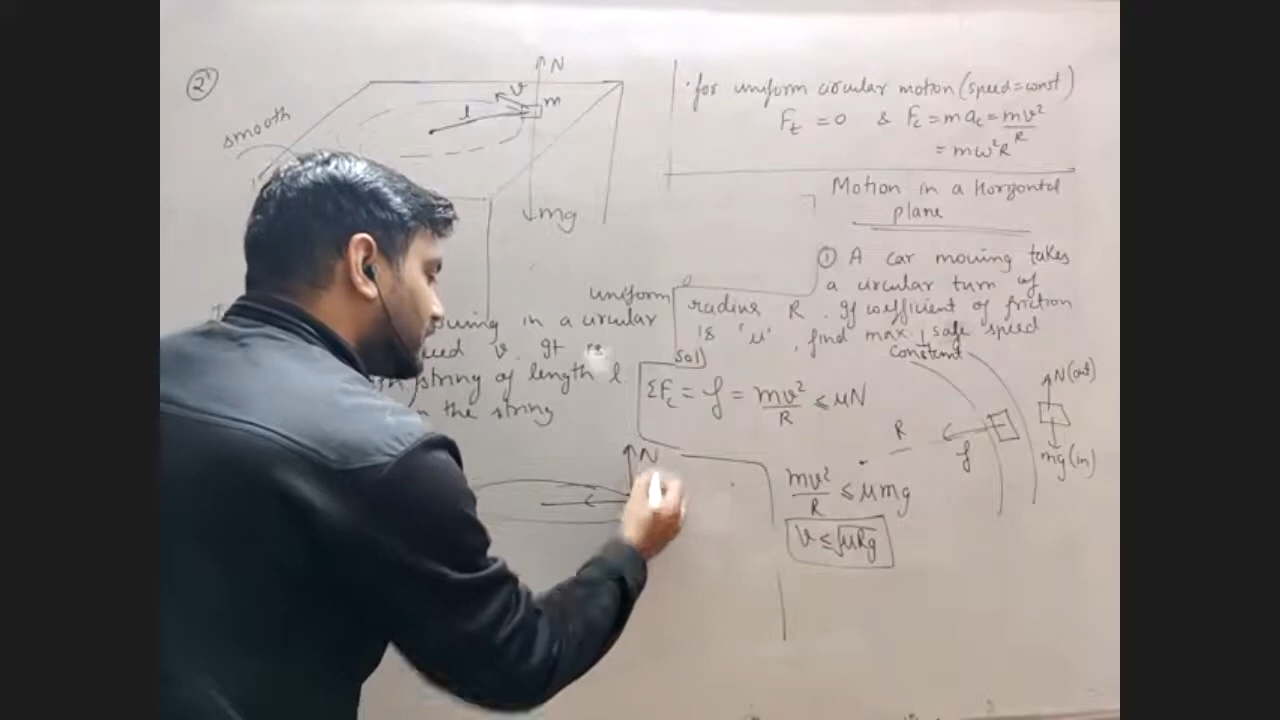 2
N
v
m
l
smooth
mg
uniform
in a circular
v. It is
string of length l
the string
N
• for uniform circular motion (speed=const)
Ft = 0 & Fc = mac = mv²/R
= mω²R
Motion in a Horizontal
plane
① A car moving takes
a circular turn of
radius R. If coefficient of friction
is 'μ', find max. safe speed
constant
Sol
ΣFc = f = mv²/R ≤ μN
N(out)
R
f
mg(in)
mv²/R ≤ μmg
v ≤ √μRg